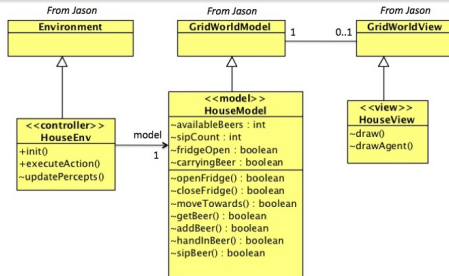 From Jason
Environment
From Jason
GridWorldModel
1
0..1
From Jason
GridWorldView
<<controller>>
HouseEnv
+init()
+executeAction()
~updatePercepts()
model
1
<<model>>
HouseModel
~availableBeers : int
~sipCount : int
~fridgeOpen : boolean
~carryingBeer : boolean
~openFridge() : boolean
~closeFridge() : boolean
~moveTowards() : boolean
~getBeer() : boolean
~addBeer() : boolean
~handInBeer() : boolean
~sipBeer() : boolean
<<view>>
HouseView
~draw()
~drawAgent()